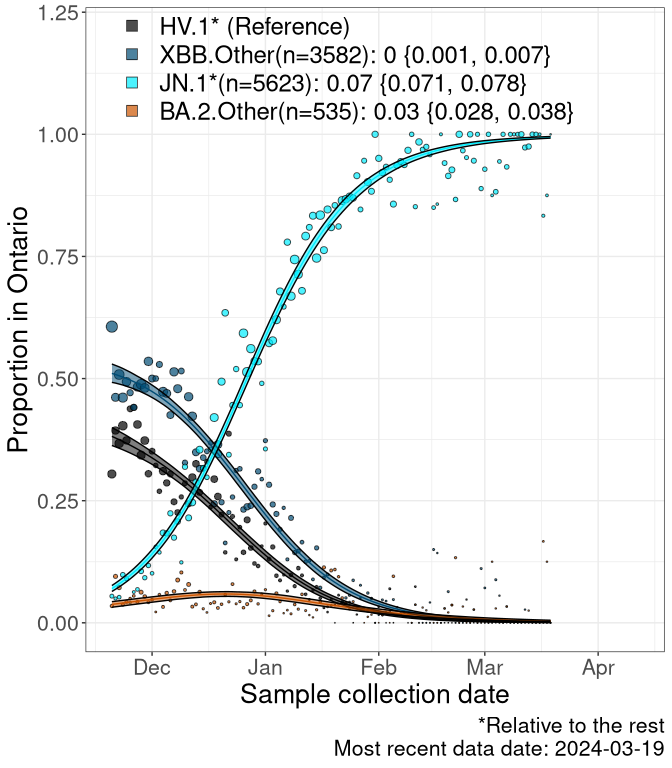 1.25
HV.1* (Reference)
XBB.Other(n=3582): 0 {0.001, 0.007}
JN.1*(n=5623): 0.07 {0.071, 0.078}
BA.2.Other(n=535): 0.03 {0.028, 0.038}
1.00
0.75
0.50
0.25
0.00
Proportion in Ontario
Dec Jan Feb Mar Apr
Sample collection date
*Relative to the rest
Most recent data date: 2024-03-19